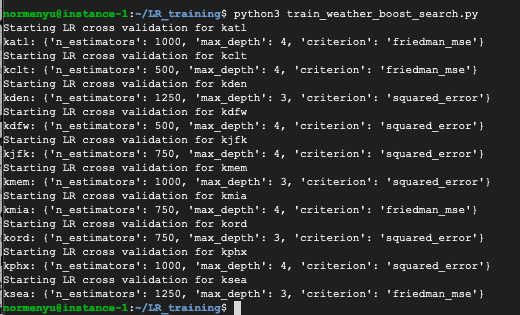 normenyu@instance-1:~/LR_training$ python3 train_weather_boost_search.py
Starting LR cross validation for katl
katl: {'n_estimators': 1000, 'max_depth': 4, 'criterion': 'friedman_mse'}
Starting LR cross validation for kclt
kclt: {'n_estimators': 500, 'max_depth': 4, 'criterion': 'friedman_mse'}
Starting LR cross validation for kden
kden: {'n_estimators': 1250, 'max_depth': 3, 'criterion': 'squared_error'}
Starting LR cross validation for kdfw
kdfw: {'n_estimators': 500, 'max_depth': 4, 'criterion': 'squared_error'}
Starting LR cross validation for kjfk
kjfk: {'n_estimators': 750, 'max_depth': 4, 'criterion': 'squared_error'}
Starting LR cross validation for kmem
kmem: {'n_estimators': 1000, 'max_depth': 3, 'criterion': 'squared_error'}
Starting LR cross validation for kmia
kmia: {'n_estimators': 750, 'max_depth': 4, 'criterion': 'friedman_mse'}
Starting LR cross validation for kord
kord: {'n_estimators': 750, 'max_depth': 3, 'criterion': 'squared_error'}
Starting LR cross validation for kphx
kphx: {'n_estimators': 1000, 'max_depth': 4, 'criterion': 'squared_error'}
Starting LR cross validation for ksea
ksea: {'n_estimators': 1250, 'max_depth': 3, 'criterion': 'friedman_mse'}
normenyu@instance-1:~/LR_training$